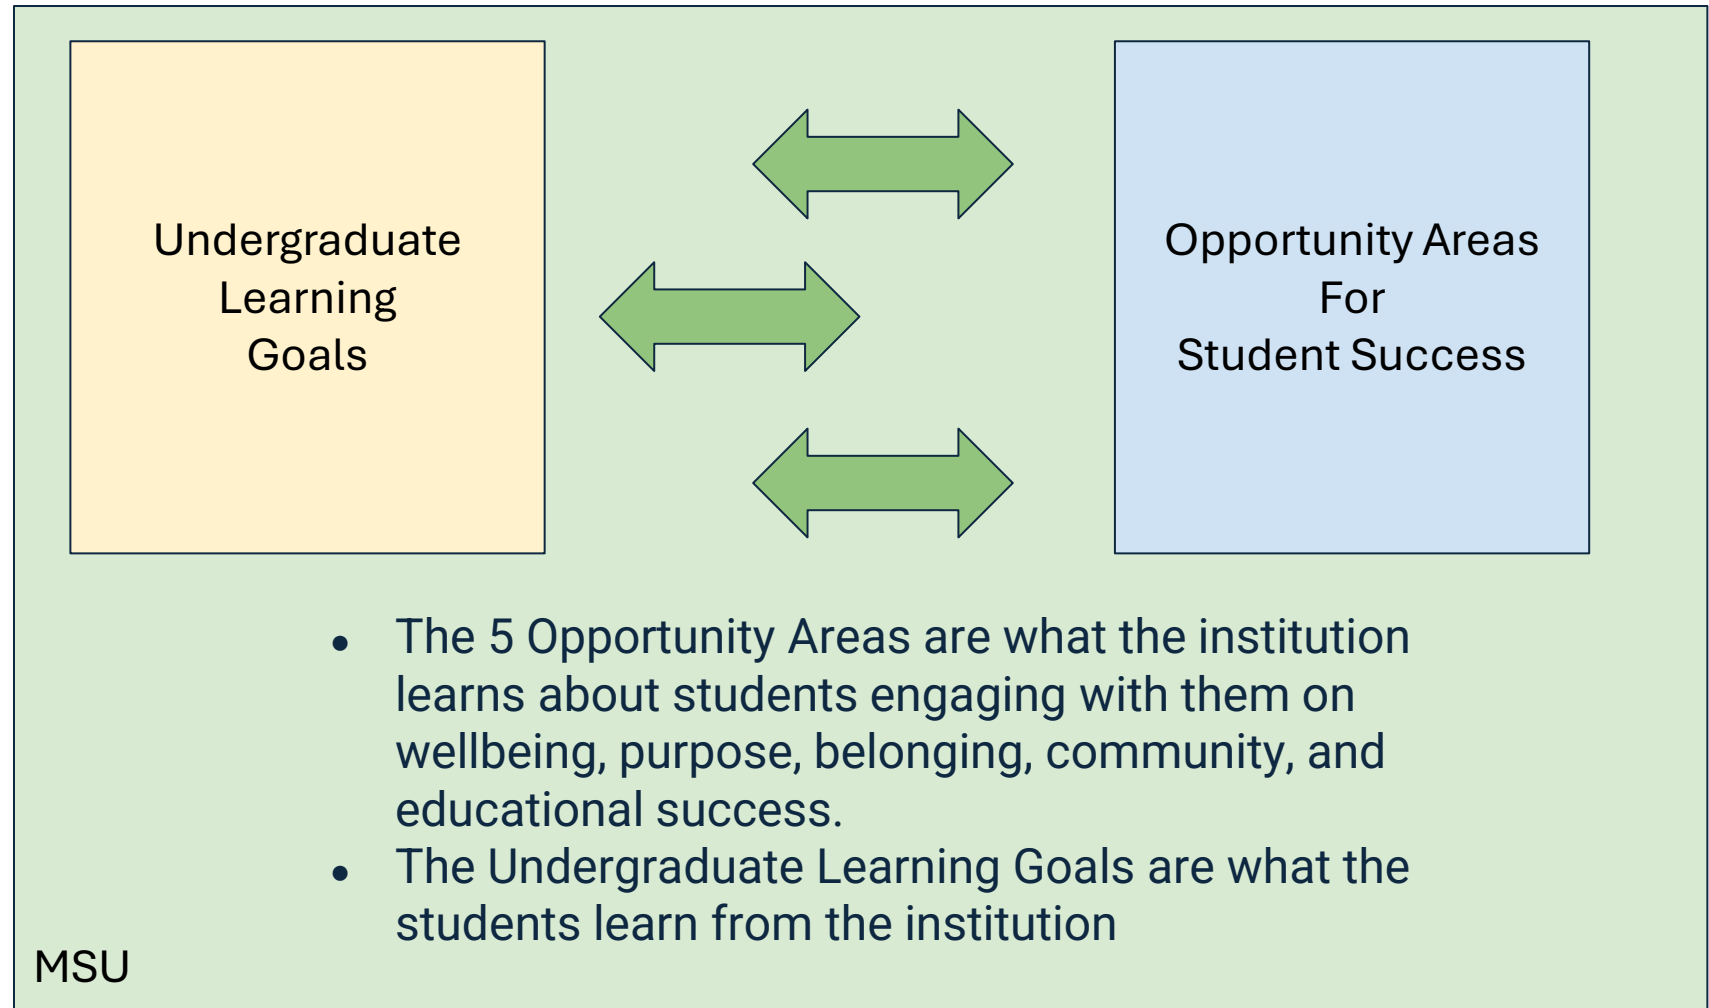 Undergraduate
Learning
Goals
Opportunity Areas
For
Student Success
● The 5 Opportunity Areas are what the institution
learns about students engaging with them on
wellbeing, purpose, belonging, community, and
educational success.
● The Undergraduate Learning Goals are what the
students learn from the institution
MSU